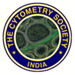 THE CYTOMETRY SOCIETY
INDIA